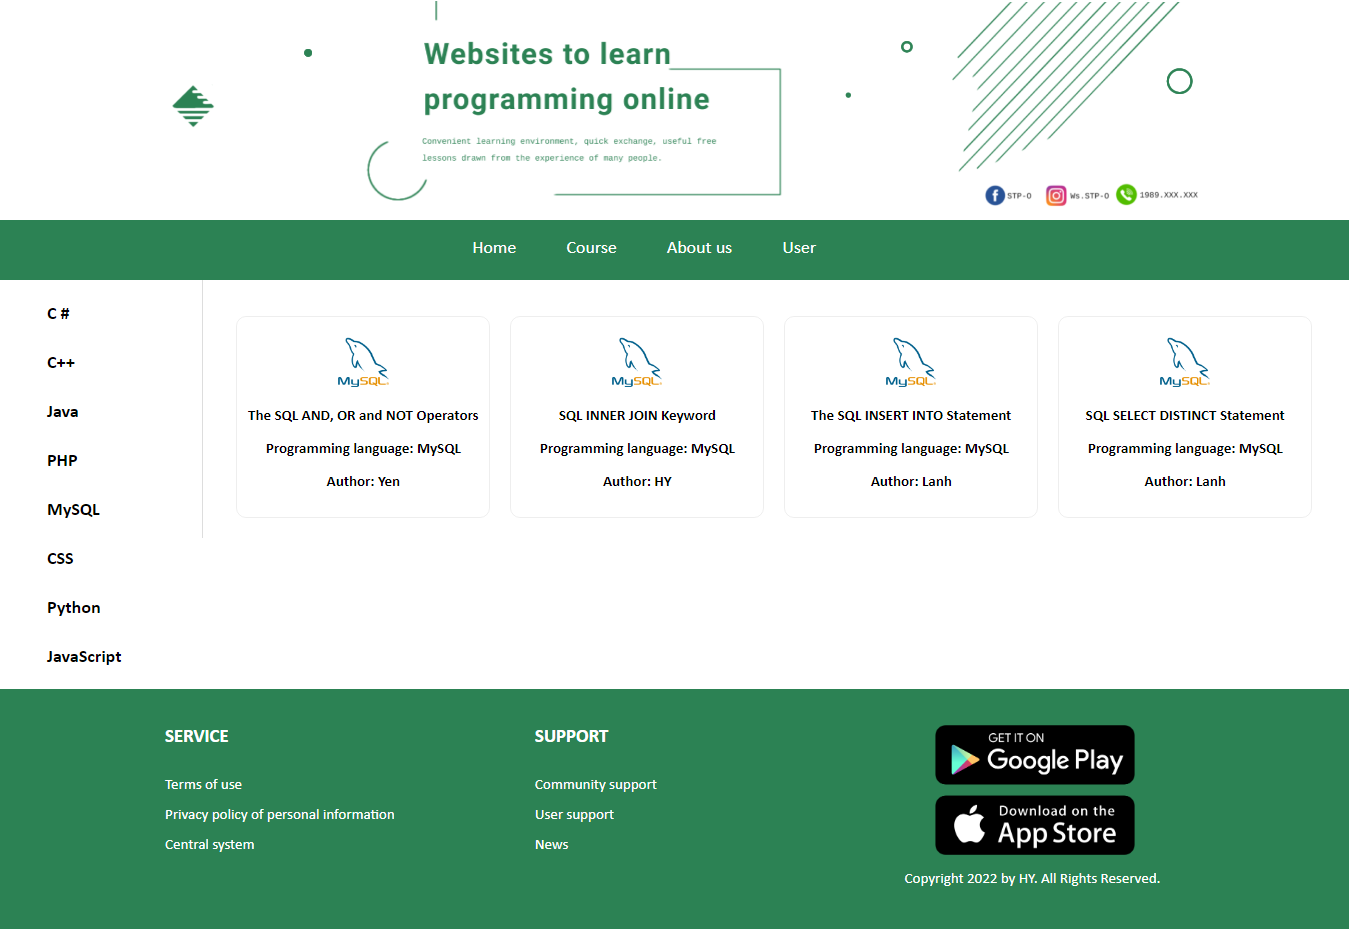 Websites to learn
programming online
Convenient learning environment, quick exchange, useful free
lessons drawn from the experience of many people.
STP-O Ws.STP-O 1989.XXX.XXX
Home Course About us User
C #
C++
Java
PHP
MySQL
CSS
Python
JavaScript
MySQL
The SQL AND, OR and NOT Operators
Programming language: MySQL
Author: Yen
MySQL
SQL INNER JOIN Keyword
Programming language: MySQL
Author: HY
MySQL
The SQL INSERT INTO Statement
Programming language: MySQL
Author: Lanh
MySQL
SQL SELECT DISTINCT Statement
Programming language: MySQL
Author: Lanh
SERVICE
Terms of use
Privacy policy of personal information
Central system
SUPPORT
Community support
User support
News
GET IT ON
Google Play
Download on the
App Store
Copyright 2022 by HY. All Rights Reserved.